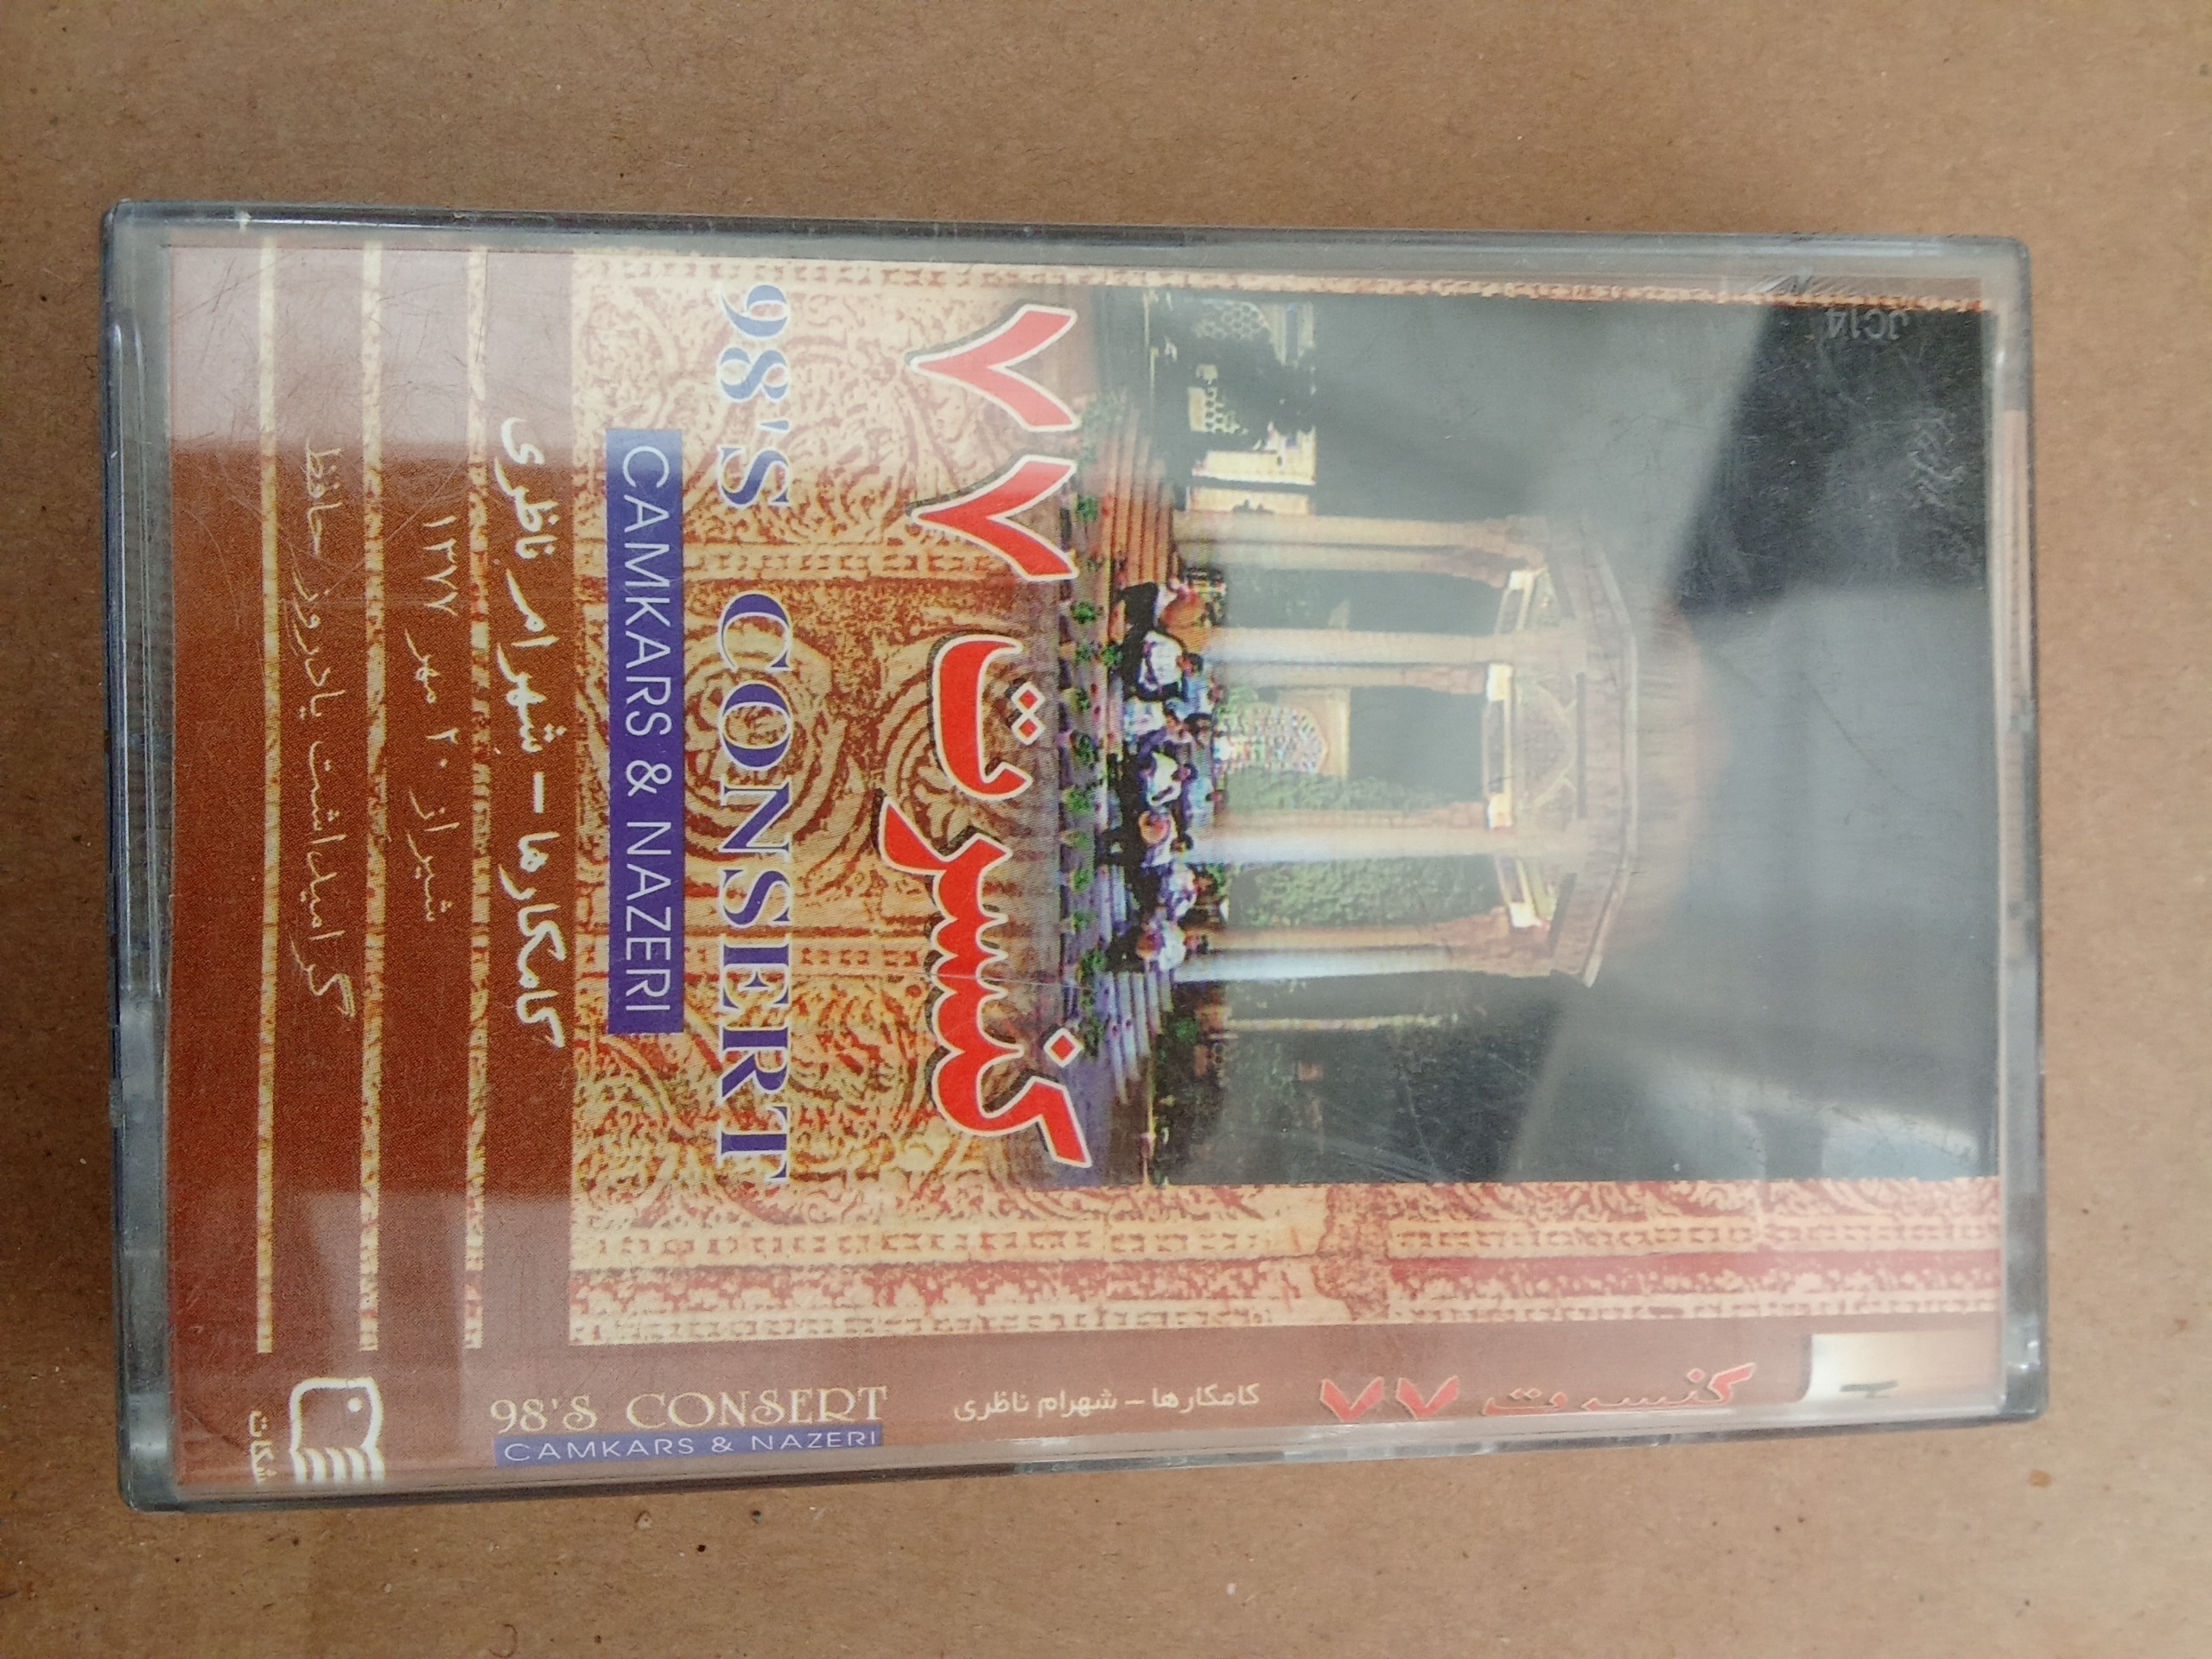 کنسرت ۷۷
98'S CONSERT
CAMKARS & NAZERI
کامکارها - شهرام ناظری
شیراز ۲۰ مهر ۱۳۷۷
گرامیداشت یادروز حافظ
JC14
کنسرت ۷۷
کامکارها - شهرام ناظری
98'S CONSERT
CAMKARS & NAZERI